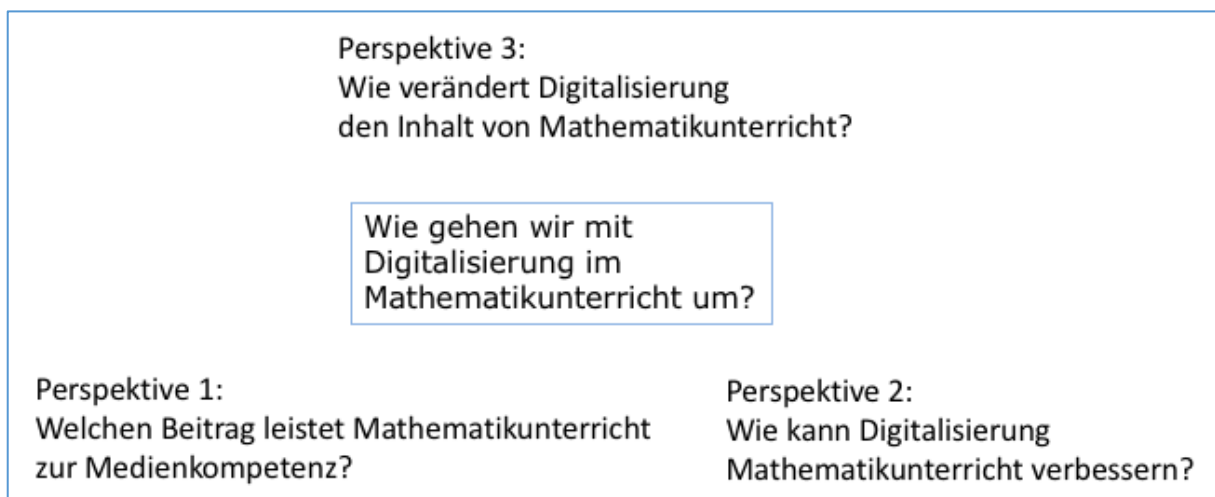 Perspektive 3:
Wie verändert Digitalisierung
den Inhalt von Mathematikunterricht?
Wie gehen wir mit
Digitalisierung im
Mathematikunterricht um?
Perspektive 1:
Welchen Beitrag leistet Mathematikunterricht
zur Medienkompetenz?
Perspektive 2:
Wie kann Digitalisierung
Mathematikunterricht verbessern?